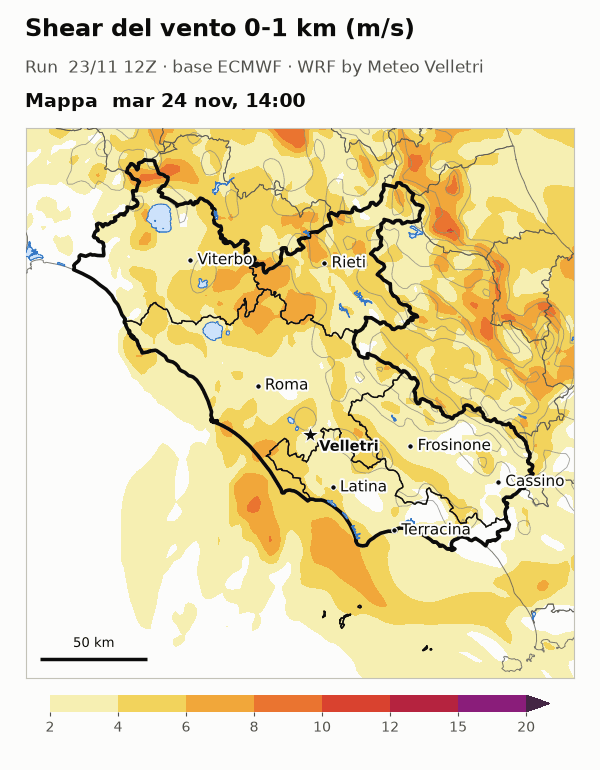 Shear del vento 0-1 km (m/s)
Run  23/11 12Z · base ECMWF · WRF by Meteo Velletri
Mappa  mar 24 nov, 14:00
Viterbo
Rieti
Roma
Velletri
Frosinone
Latina
Cassino
Terracina
50 km
2 4 6 8 10 12 15 20